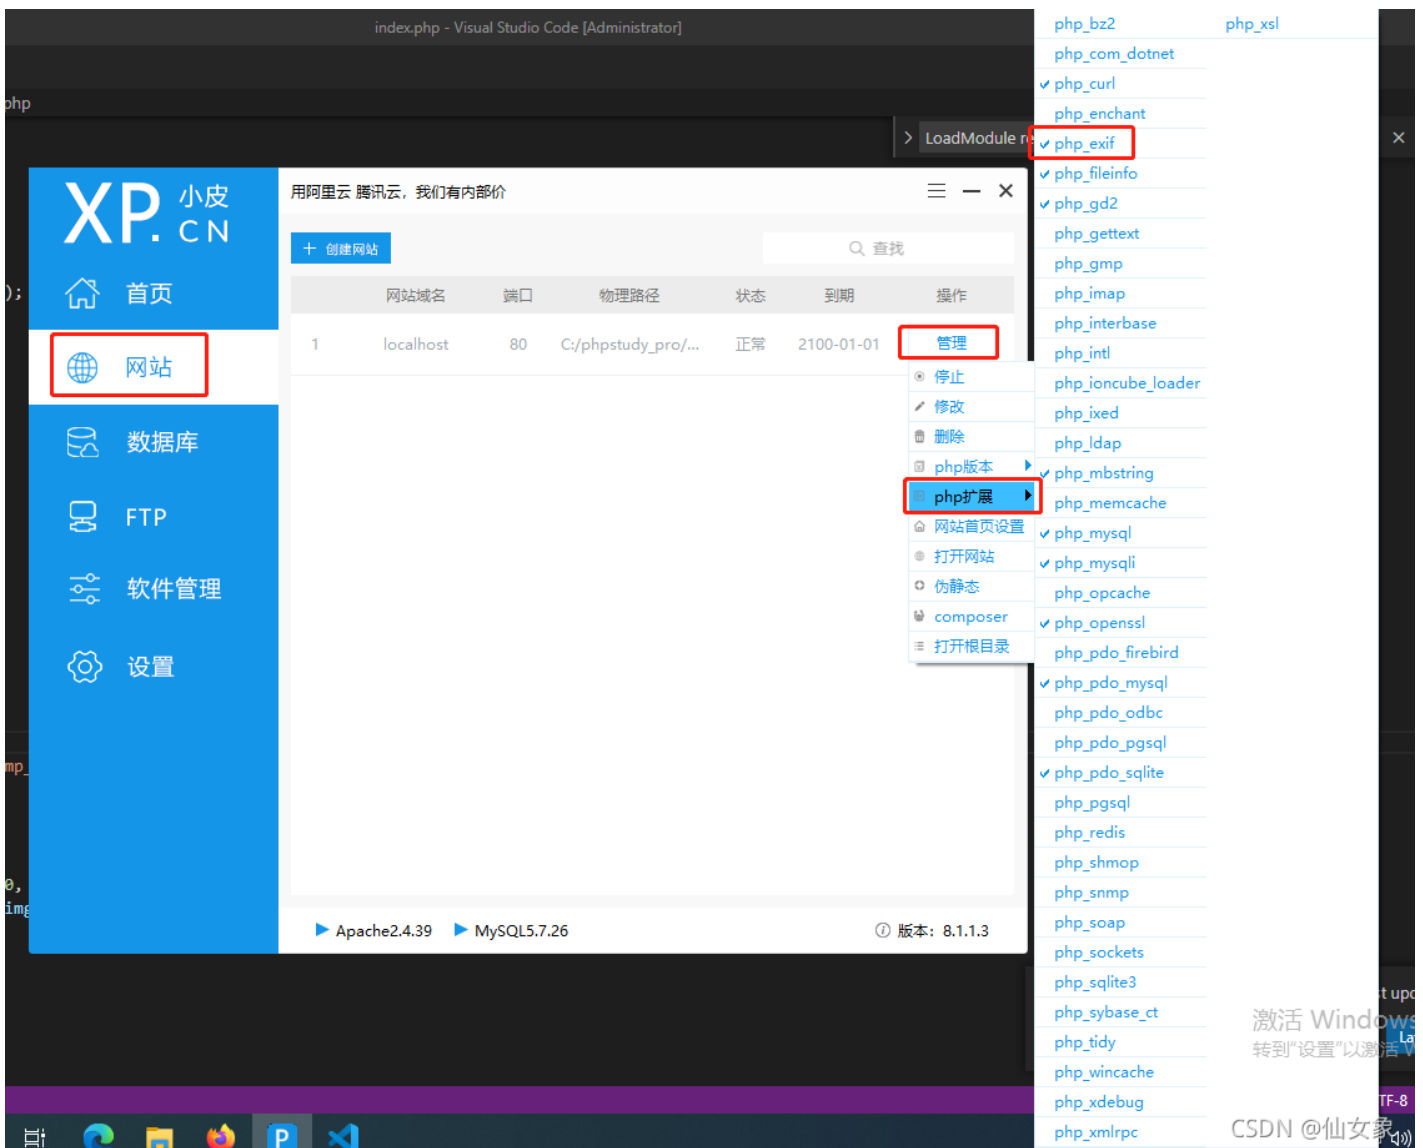 index.php - Visual Studio Code [Administrator]
php
LoadModule re
);
mp_
0,
img
XP.
小皮
CN
首页
网站
数据库
FTP
软件管理
设置
用阿里云 腾讯云，我们有内部价
创建网站
查找
网站域名 端口 物理路径 状态 到期 操作
1 localhost 80 C:/phpstudy_pro/... 正常 2100-01-01 管理
停止
修改
删除
php版本
php扩展
网站首页设置
打开网站
伪静态
composer
打开根目录
Apache2.4.39 MySQL5.7.26 版本：8.1.1.3
php_bz2
php_com_dotnet
php_curl
php_enchant
php_exif
php_fileinfo
php_gd2
php_gettext
php_gmp
php_imap
php_interbase
php_intl
php_ioncube_loader
php_ixed
php_ldap
php_mbstring
php_memcache
php_mysql
php_mysqli
php_opcache
php_openssl
php_pdo_firebird
php_pdo_mysql
php_pdo_odbc
php_pdo_pgsql
php_pdo_sqlite
php_pgsql
php_redis
php_shmop
php_snmp
php_soap
php_sockets
php_sqlite3
php_sybase_ct
php_tidy
php_wincache
php_xdebug
php_xmlrpc
php_xsl
st upd
激活 Windows
转到"设置"以激活 W
La
TF-8
CSDN @仙女象